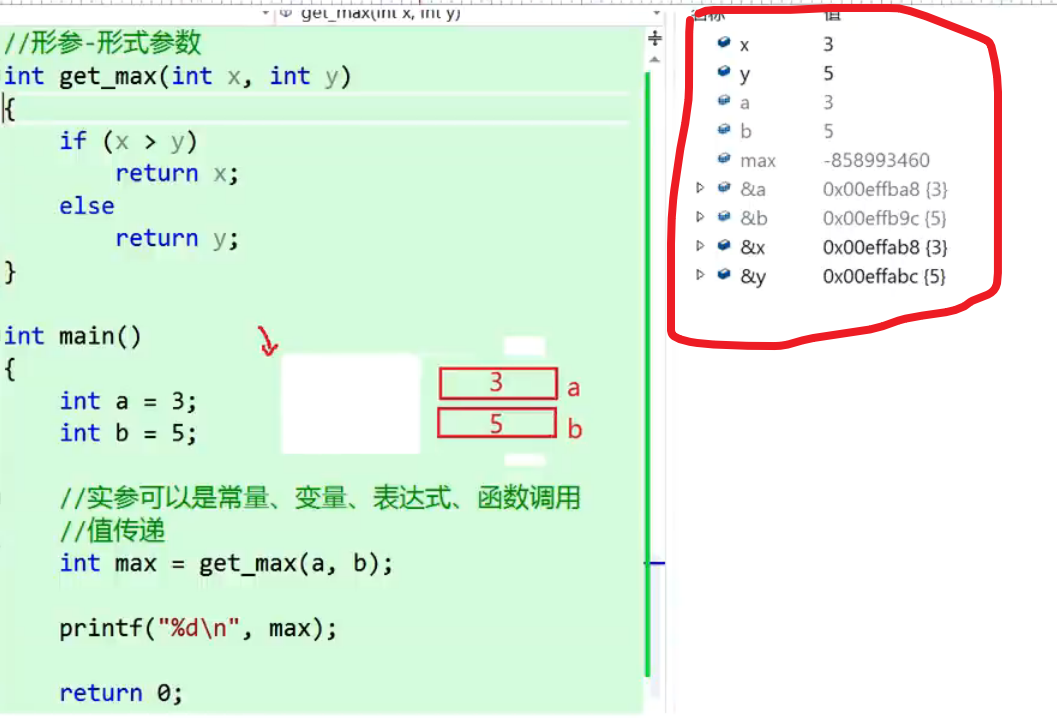 get_max(int x, int y)
//形参-形式参数
int get_max(int x, int y)
{
if (x > y)
return x;
else
return y;
}
int main()
{
int a = 3;
int b = 5;
3 a
5 b
//实参可以是常量、变量、表达式、函数调用
//值传递
int max = get_max(a, b);
printf("%d\n", max);
return 0;
名称 值
x 3
y 5
a 3
b 5
max -858993460
&a 0x00effba8 {3}
&b 0x00effb9c {5}
&x 0x00effab8 {3}
&y 0x00effabc {5}